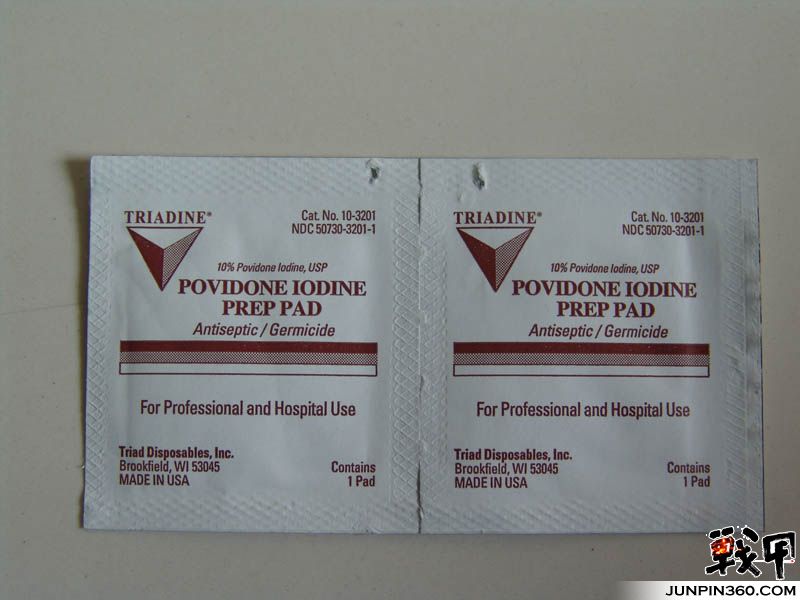 TRIADINE®
Cat. No. 10-3201
NDC 50730-3201-1
10% Povidone Iodine, USP
POVIDONE IODINE
PREP PAD
Antiseptic / Germicide
For Professional and Hospital Use
Triad Disposables, Inc.
Brookfield, WI 53045
MADE IN USA
Contains
1 Pad
TRIADINE®
Cat. No. 10-3201
NDC 50730-3201-1
10% Povidone Iodine, USP
POVIDONE IODINE
PREP PAD
Antiseptic / Germicide
For Professional and Hospital Use
Triad Disposables, Inc.
Brookfield, WI 53045
MADE IN USA
Contains
1 Pad
戰甲
JUNPIN360.COM